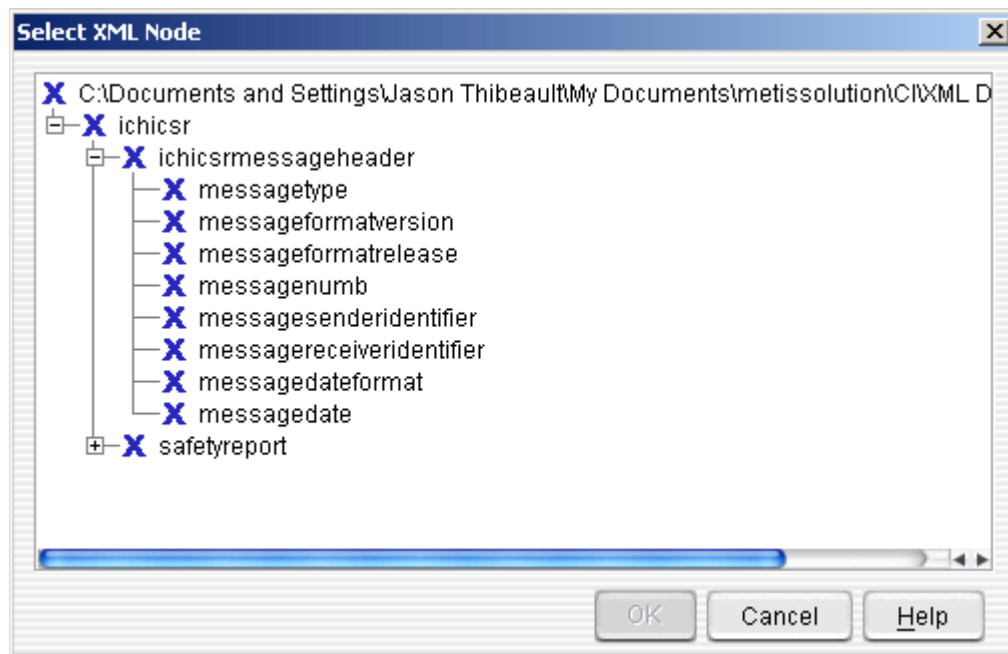 Select XML Node
C:\Documents and Settings\Jason Thibeault\My Documents\metissolution\CI\XML D
ichicsr
ichicsrmessageheader
messagetype
messageformatversion
messageformatrelease
messagenumb
messagesenderidentifier
messagereceiveridentifier
messagedateformat
messagedate
safetyreport
OK
Cancel
Help